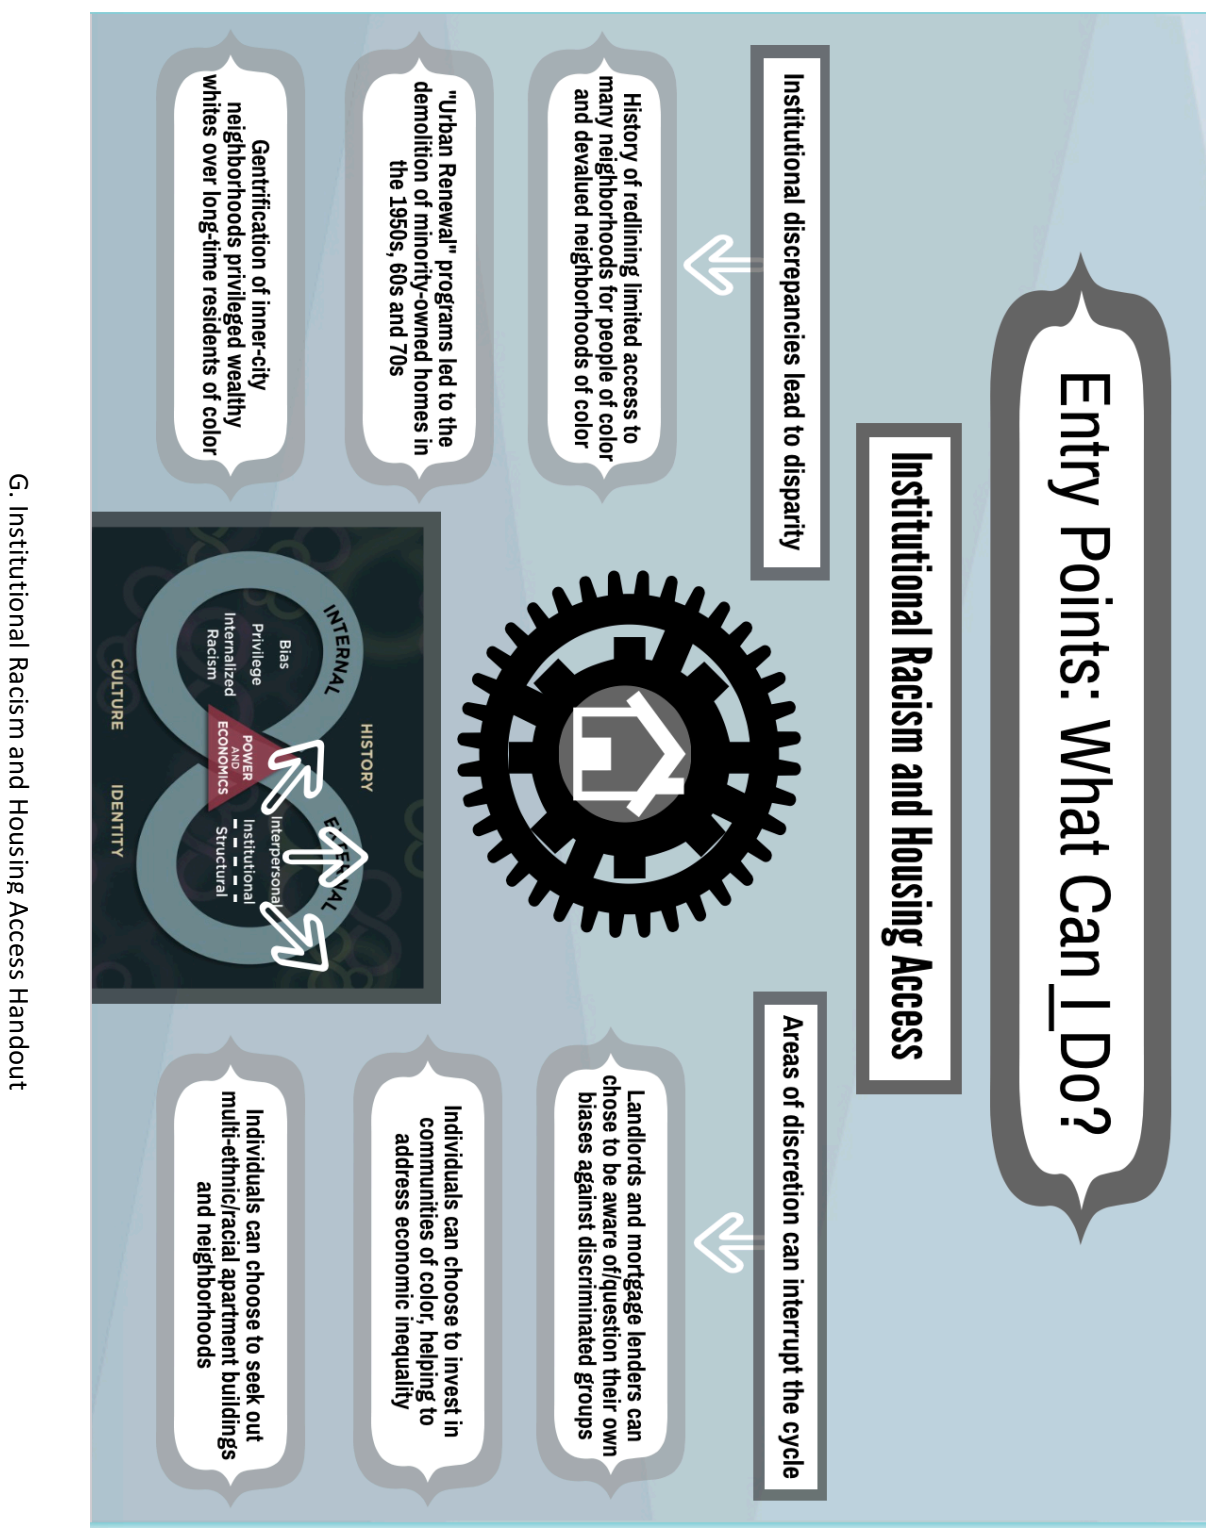 Entry Points: What Can I Do?
Institutional Racism and Housing Access
Institutional discrepancies lead to disparity
History of redlining limited access to
many neighborhoods for people of color
and devalued neighborhoods of color
"Urban Renewal" programs led to the
demolition of minority-owned homes in
the 1950s, 60s and 70s
Gentrification of inner-city
neighborhoods privileged wealthy
whites over long-time residents of color
HISTORY
INTERNAL
Bias
Privilege
Internalized
Racism
POWER
AND
ECONOMICS
EXTERNAL
Interpersonal
Institutional
Structural
CULTURE
IDENTITY
Areas of discretion can interrupt the cycle
Landlords and mortgage lenders can
chose to be aware of/question their own
biases against discriminated groups
Individuals can choose to invest in
communities of color, helping to
address economic inequality
Individuals can choose to seek out
multi-ethnic/racial apartment buildings
and neighborhoods
G. Institutional Racism and Housing Access Handout